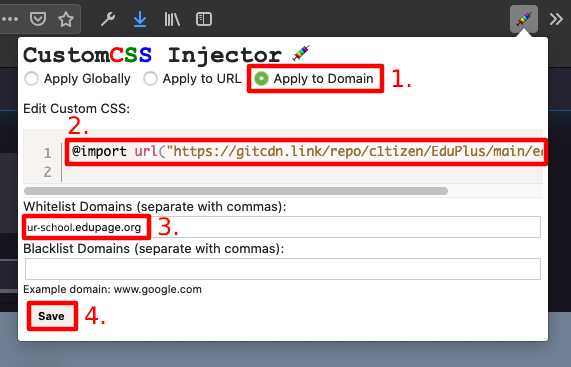 CustomCSS Injector
Apply Globally Apply to URL Apply to Domain 1.
Edit Custom CSS:
2.
1 @import url("https://gitcdn.link/repo/c1tizen/EduPlus/main/ed
2
Whitelist Domains (separate with commas):
ur-school.edupage.org 3.
Blacklist Domains (separate with commas):
Example domain: www.google.com
Save 4.